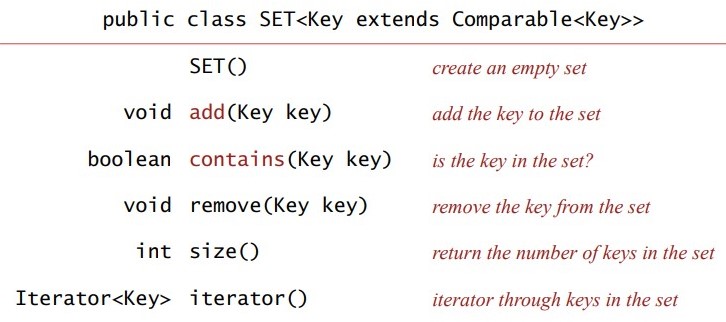 public class SET<Key extends Comparable<Key>>
SET() create an empty set
void add(Key key) add the key to the set
boolean contains(Key key) is the key in the set?
void remove(Key key) remove the key from the set
int size() return the number of keys in the set
Iterator<Key> iterator() iterator through keys in the set